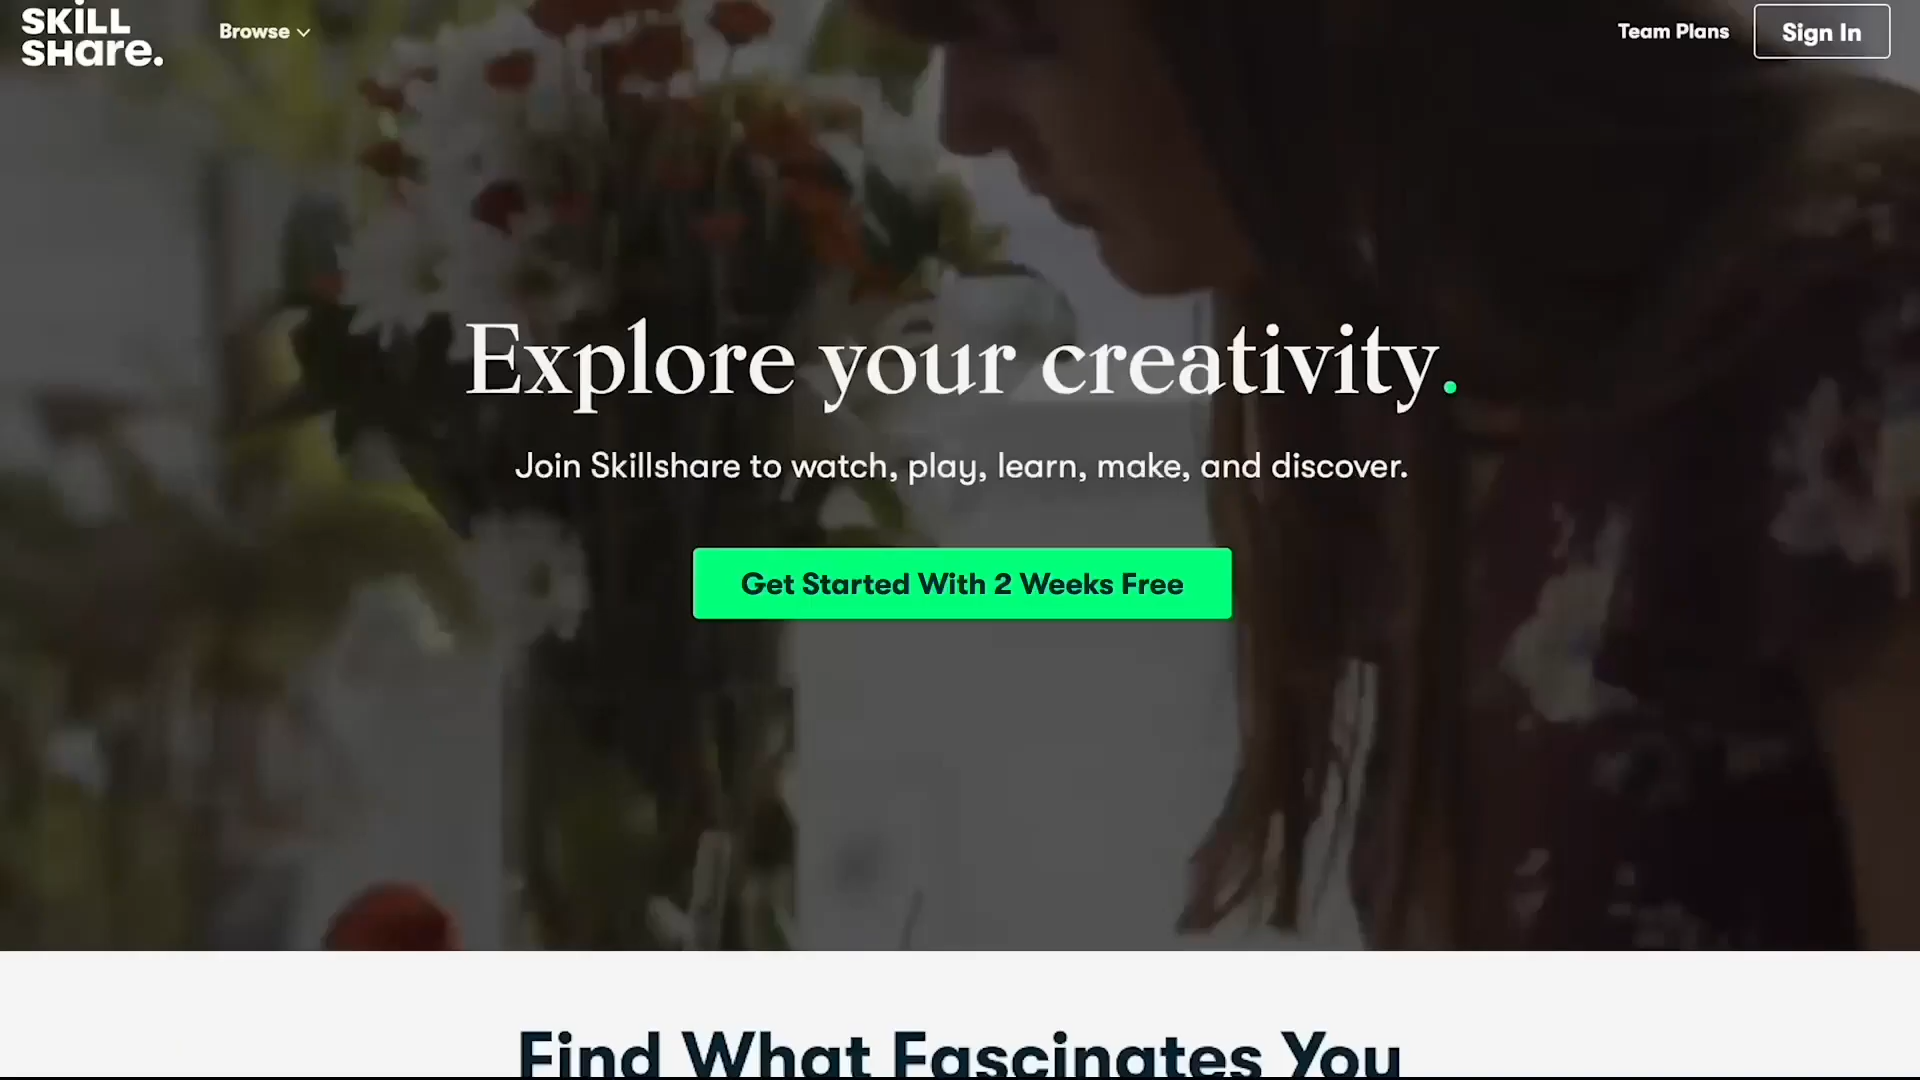 SKILL
SHare.
Browse
Team Plans
Sign In
Explore your creativity.
Join Skillshare to watch, play, learn, make, and discover.
Get Started With 2 Weeks Free
Find What Fascinates You